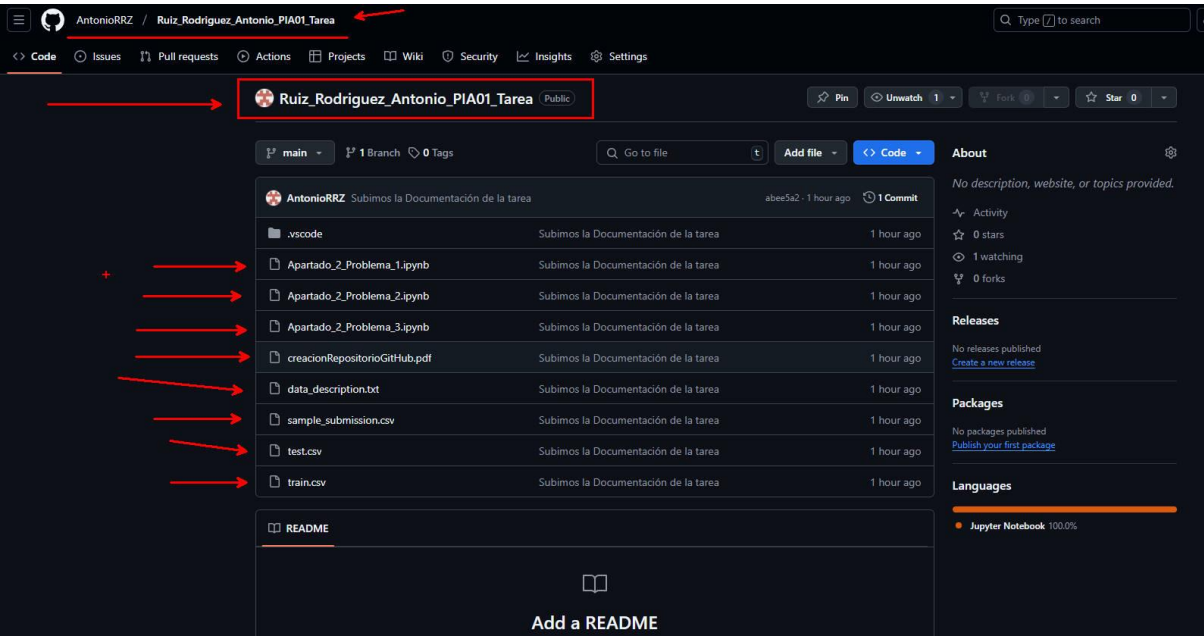 AntonioRRZ / Ruiz_Rodriguez_Antonio_PIA01_Tarea
Type / to search
Code Issues Pull requests Actions Projects Wiki Security Insights Settings
Ruiz_Rodriguez_Antonio_PIA01_Tarea Public
Pin Unwatch 1 Fork 0 Star 0
main 1 Branch 0 Tags Go to file t Add file Code
AntonioRRZ Subimos la Documentación de la tarea abee5a2 · 1 hour ago 1 Commit
.vscode Subimos la Documentación de la tarea 1 hour ago
Apartado_2_Problema_1.ipynb Subimos la Documentación de la tarea 1 hour ago
Apartado_2_Problema_2.ipynb Subimos la Documentación de la tarea 1 hour ago
Apartado_2_Problema_3.ipynb Subimos la Documentación de la tarea 1 hour ago
creacionRepositorioGitHub.pdf Subimos la Documentación de la tarea 1 hour ago
data_description.txt Subimos la Documentación de la tarea 1 hour ago
sample_submission.csv Subimos la Documentación de la tarea 1 hour ago
test.csv Subimos la Documentación de la tarea 1 hour ago
train.csv Subimos la Documentación de la tarea 1 hour ago
README
Add a README
About
No description, website, or topics provided.
Activity
0 stars
1 watching
0 forks
Releases
No releases published
Create a new release
Packages
No packages published
Publish your first package
Languages
Jupyter Notebook 100.0%